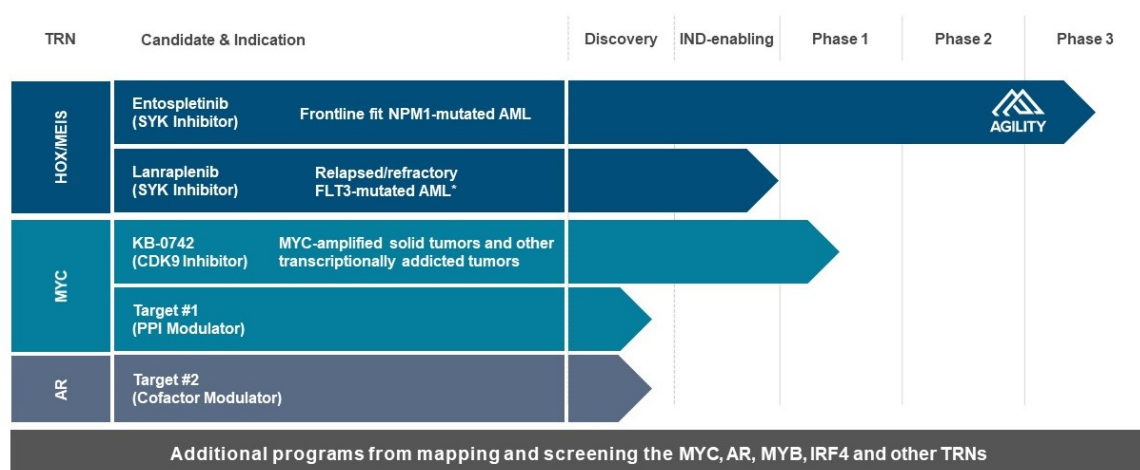 TRN Candidate & Indication Discovery IND-enabling Phase 1 Phase 2 Phase 3
HOX/MEIS
Entospletinib
(SYK Inhibitor)
Frontline fit NPM1-mutated AML
AGILITY
Lanraplenib
(SYK Inhibitor)
Relapsed/refractory
FLT3-mutated AML*
MYC
KB-0742
(CDK9 Inhibitor)
MYC-amplified solid tumors and other
transcriptionally addicted tumors
Target #1
(PPI Modulator)
AR
Target #2
(Cofactor Modulator)
Additional programs from mapping and screening the MYC, AR, MYB, IRF4 and other TRNs